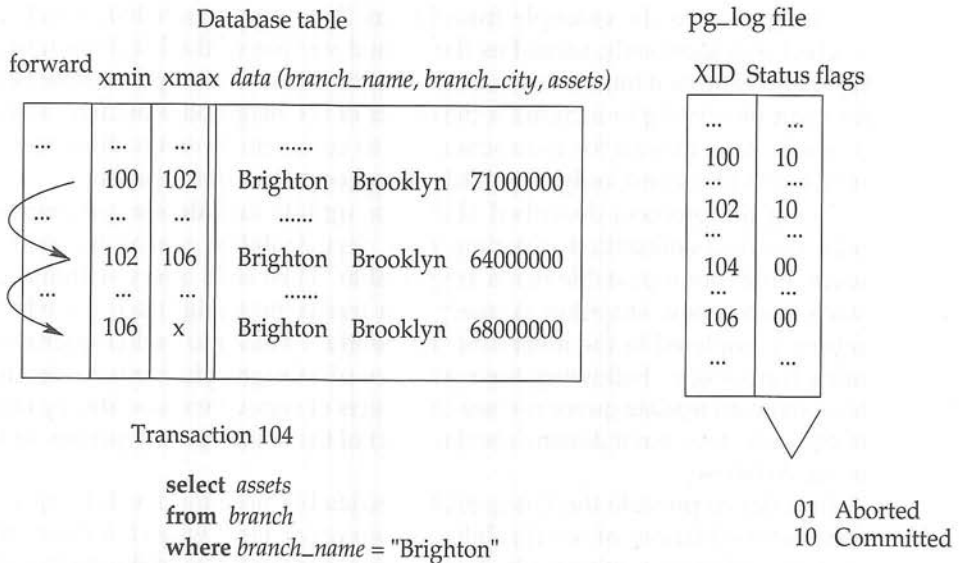 Database table
forward xmin xmax data (branch_name, branch_city, assets)
... ... ... ......
100 102 Brighton Brooklyn 71000000
... ... ......
102 106 Brighton Brooklyn 64000000
... ... ... .......
106 x Brighton Brooklyn 68000000
pg_log file
XID Status flags
... ...
100 10
... ...
102 10
... ...
104 00
... ...
106 00
... ...
Transaction 104
select assets
from branch
where branch_name = "Brighton"
01 Aborted
10 Committed